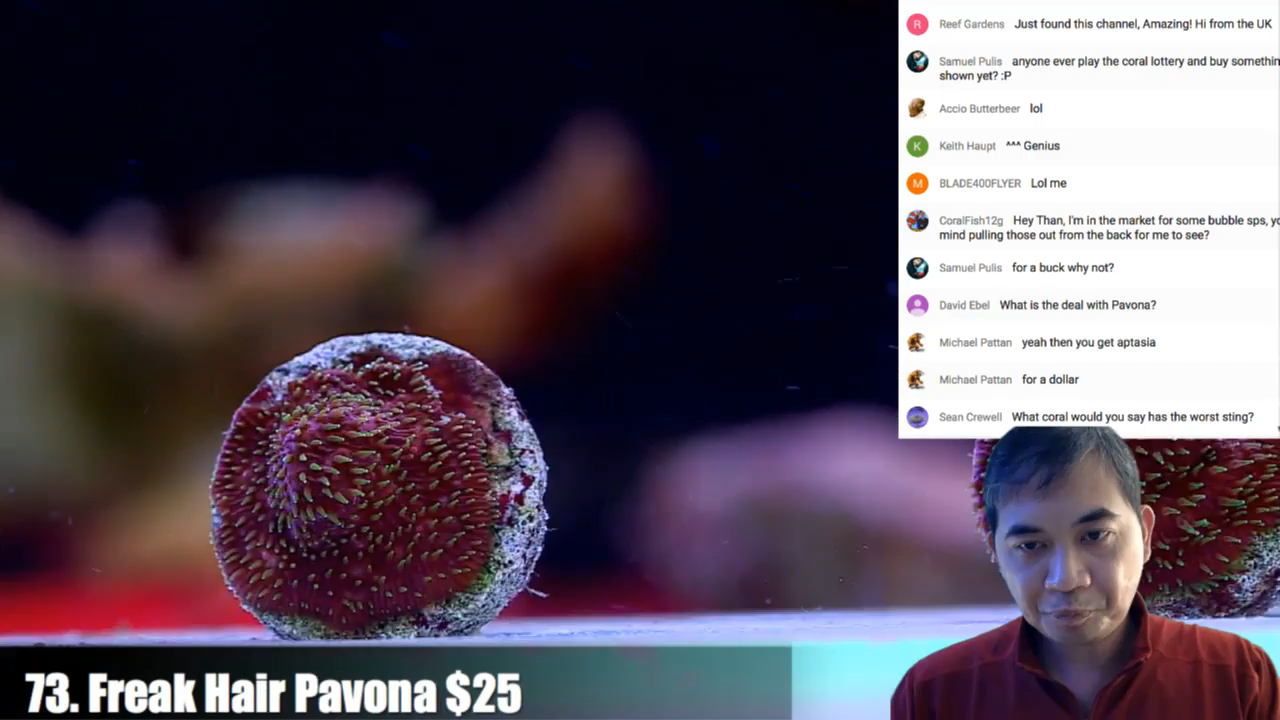 R Reef Gardens Just found this channel, Amazing! Hi from the UK
Samuel Pulis anyone ever play the coral lottery and buy somethin
shown yet? :P
Accio Butterbeer lol
K Keith Haupt ^^^ Genius
M BLADE400FLYER Lol me
CoralFish12g Hey Than, I'm in the market for some bubble sps, yo
mind pulling those out from the back for me to see?
Samuel Pulis for a buck why not?
David Ebel What is the deal with Pavona?
Michael Pattan yeah then you get aptasia
Michael Pattan for a dollar
Sean Crewell What coral would you say has the worst sting?
73. Freak Hair Pavona $25